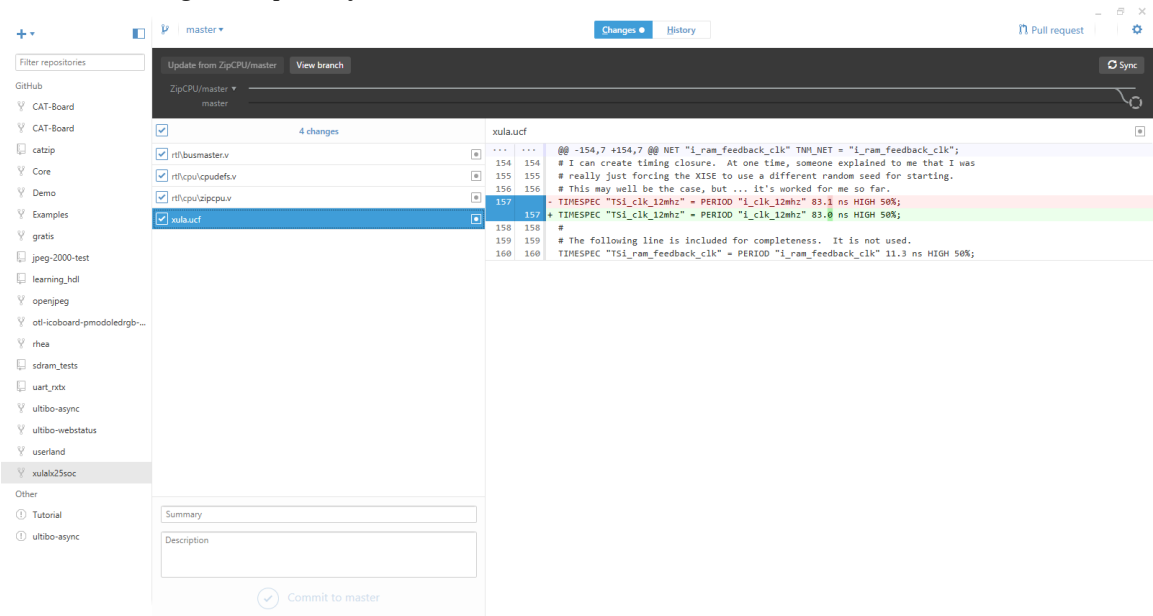 master
Changes
History
Pull request
Filter repositories
GitHub
CAT-Board
CAT-Board
catzip
Core
Demo
Examples
gratis
jpeg-2000-test
learning_hdl
openjpeg
otl-icoboard-pmodoledrgb-...
rhea
sdram_tests
uart_rxtx
ultibo-async
ultibo-webstatus
userland
xulalx25soc
Other
Tutorial
ultibo-async
Update from ZipCPU/master
View branch
Sync
ZipCPU/master
master
4 changes
rtl\busmaster.v
rtl\cpu\cpudefs.v
rtl\cpu\zipcpu.v
xula.ucf
Summary
Description
Commit to master
xula.ucf
... ... @@ -154,7 +154,7 @@ NET "i_ram_feedback_clk" TNM_NET = "i_ram_feedback_clk";
154 154 # I can create timing closure.  At one time, someone explained to me that I was
155 155 # really just forcing the XISE to use a different random seed for starting.
156 156 # This may well be the case, but ... it's worked for me so far.
157 - TIMESPEC "TSi_clk_12mhz" = PERIOD "i_clk_12mhz" 83.1 ns HIGH 50%;
157 + TIMESPEC "TSi_clk_12mhz" = PERIOD "i_clk_12mhz" 83.0 ns HIGH 50%;
158 158 #
159 159 # The following line is included for completeness.  It is not used.
160 160 TIMESPEC "TSi_ram_feedback_clk" = PERIOD "i_ram_feedback_clk" 11.3 ns HIGH 50%;